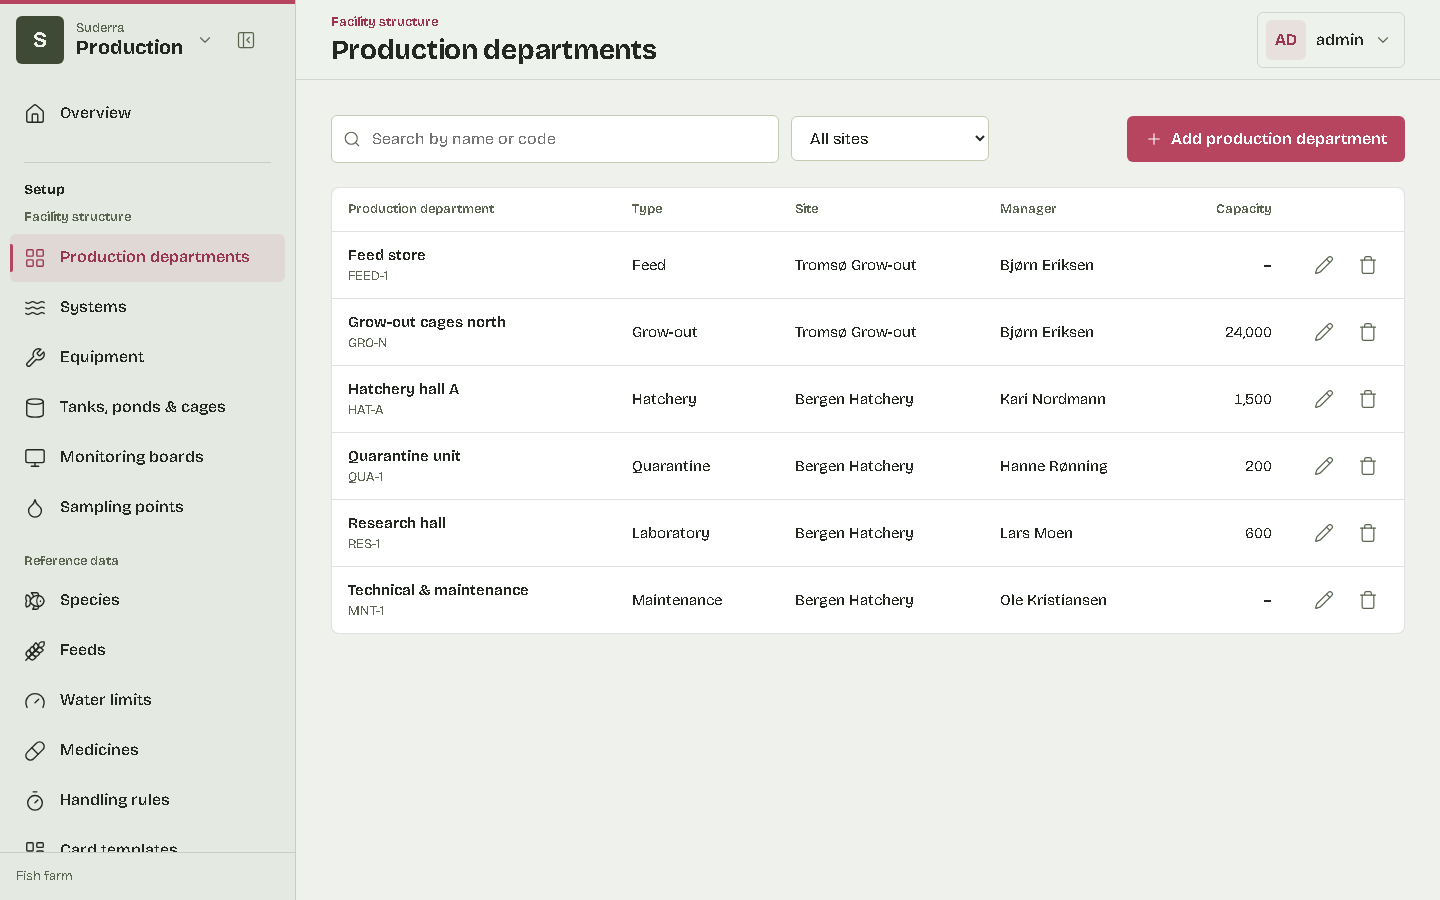 S
Suderra
Production
Overview
Setup
Facility structure
Production departments
Systems
Equipment
Tanks, ponds & cages
Monitoring boards
Sampling points
Reference data
Species
Feeds
Water limits
Medicines
Handling rules
Card templates
Fish farm
Facility structure
Production departments
AD admin
Search by name or code
All sites
Add production department
Production department Type Site Manager Capacity
Feed store
FEED-1
Feed Tromsø Grow-out Bjørn Eriksen –
Grow-out cages north
GRO-N
Grow-out Tromsø Grow-out Bjørn Eriksen 24,000
Hatchery hall A
HAT-A
Hatchery Bergen Hatchery Kari Nordmann 1,500
Quarantine unit
QUA-1
Quarantine Bergen Hatchery Hanne Rønning 200
Research hall
RES-1
Laboratory Bergen Hatchery Lars Moen 600
Technical & maintenance
MNT-1
Maintenance Bergen Hatchery Ole Kristiansen –